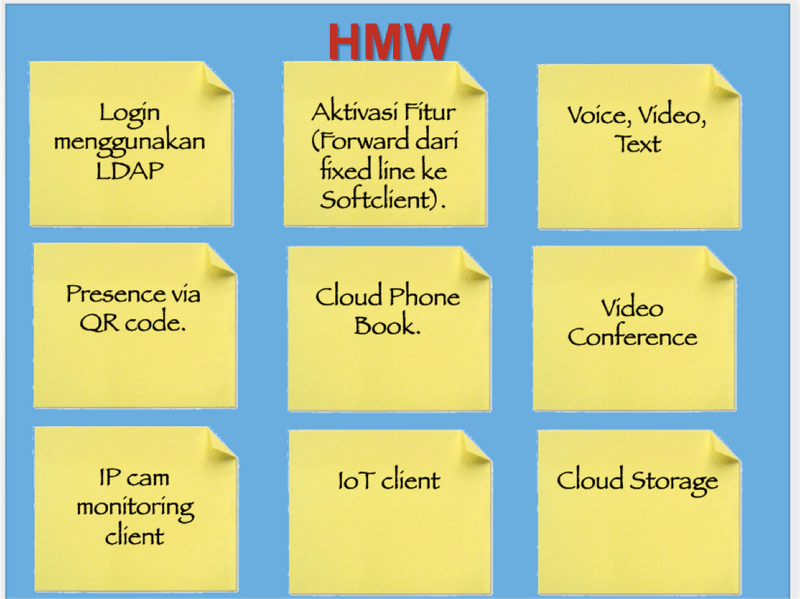 HMW
Login
menggunakan
LDAP
Aktivasi Fitur
(Forward dari
fixed line ke
Softclient).
Voice, Video,
Text
Presence via
QR code.
Cloud Phone
Book.
Video
Conference
IP cam
monitoring
client
IoT client
Cloud Storage